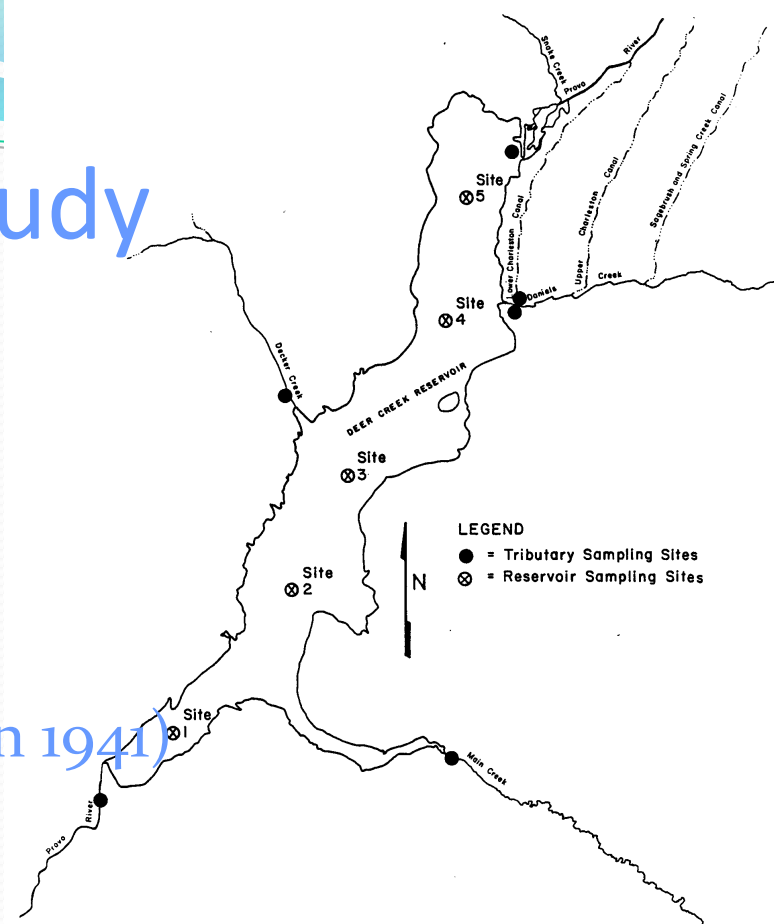 udy
n 1941)
Snake Creek
Provo River
Lower Charleston Canal
Upper Charleston Canal
Sagebrush and Spring Creek Canal
Daniels Creek
Site
5
Site
4
Decker Creek
DEER CREEK RESERVOIR
Site
3
Site
2
N
LEGEND
= Tributary Sampling Sites
= Reservoir Sampling Sites
Site
1
Main Creek
Provo River